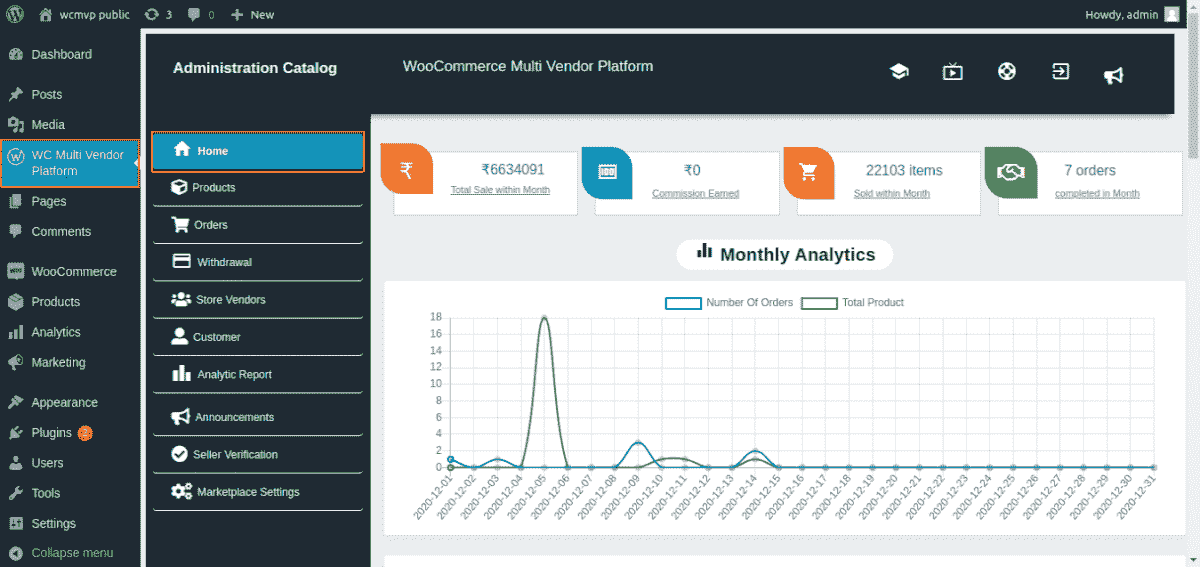 wcmvp public 3 0 New Howdy, admin
Dashboard
Posts
Media
WC Multi Vendor
Platform
Pages
Comments
WooCommerce
Products
Analytics
Marketing
Appearance
Plugins
Users
Tools
Settings
Collapse menu
Administration Catalog
WooCommerce Multi Vendor Platform
Home
Products
Orders
Withdrawal
Store Vendors
Customer
Analytic Report
Announcements
Seller Verification
Marketplace Settings
₹6634091
Total Sale within Month
₹0
Commission Earned
22103 items
Sold within Month
7 orders
completed in Month
Monthly Analytics
Number Of Orders Total Product
18
16
14
12
10
8
6
4
2
0
2020-12-01
2020-12-02
2020-12-03
2020-12-04
2020-12-05
2020-12-06
2020-12-07
2020-12-08
2020-12-09
2020-12-10
2020-12-11
2020-12-12
2020-12-13
2020-12-14
2020-12-15
2020-12-16
2020-12-17
2020-12-18
2020-12-19
2020-12-20
2020-12-21
2020-12-22
2020-12-23
2020-12-24
2020-12-25
2020-12-26
2020-12-27
2020-12-28
2020-12-29
2020-12-30
2020-12-31